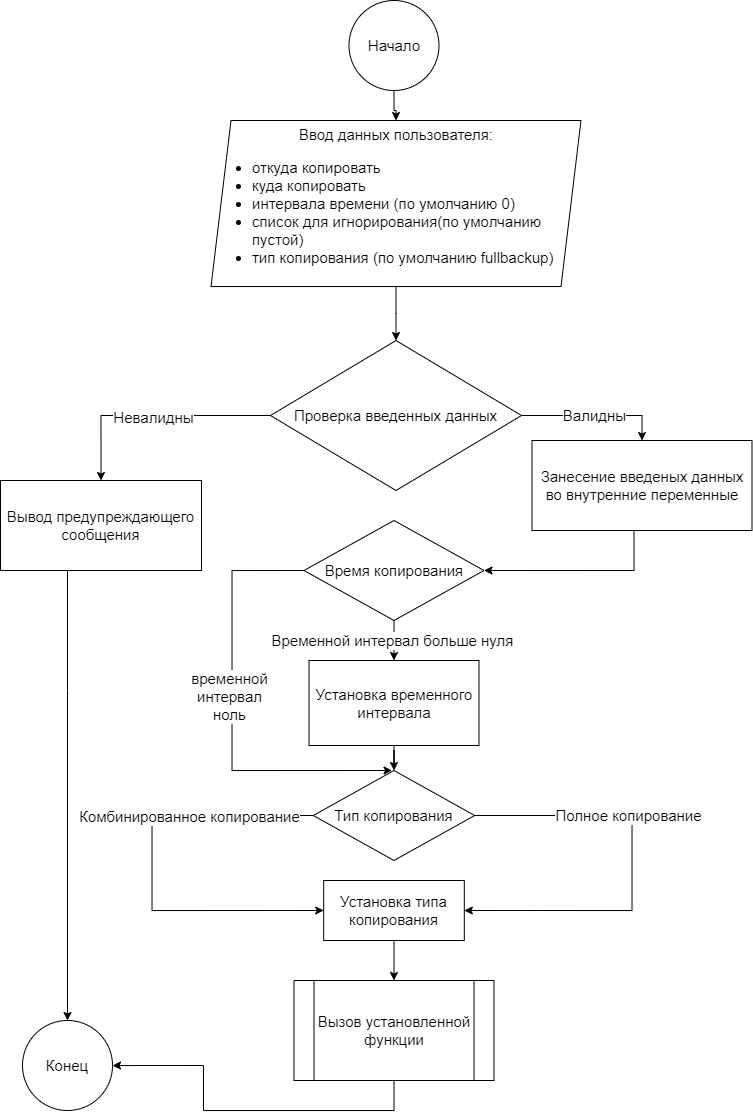 Начало
Ввод данных пользователя:
откуда копировать
куда копировать
интервала времени (по умолчанию 0)
список для игнорирования(по умолчанию
пустой)
тип копирования (по умолчанию fullbackup)
Проверка введенных данных
Невалидны
Валидны
Вывод предупреждающего
сообщения
Занесение введеных данных
во внутренние переменные
Время копирования
Временной интервал больше нуля
временной
интервал
ноль
Установка временного
интервала
Тип копирования
Комбинированное копирование
Полное копирование
Установка типа
копирования
Вызов установленной
функции
Конец